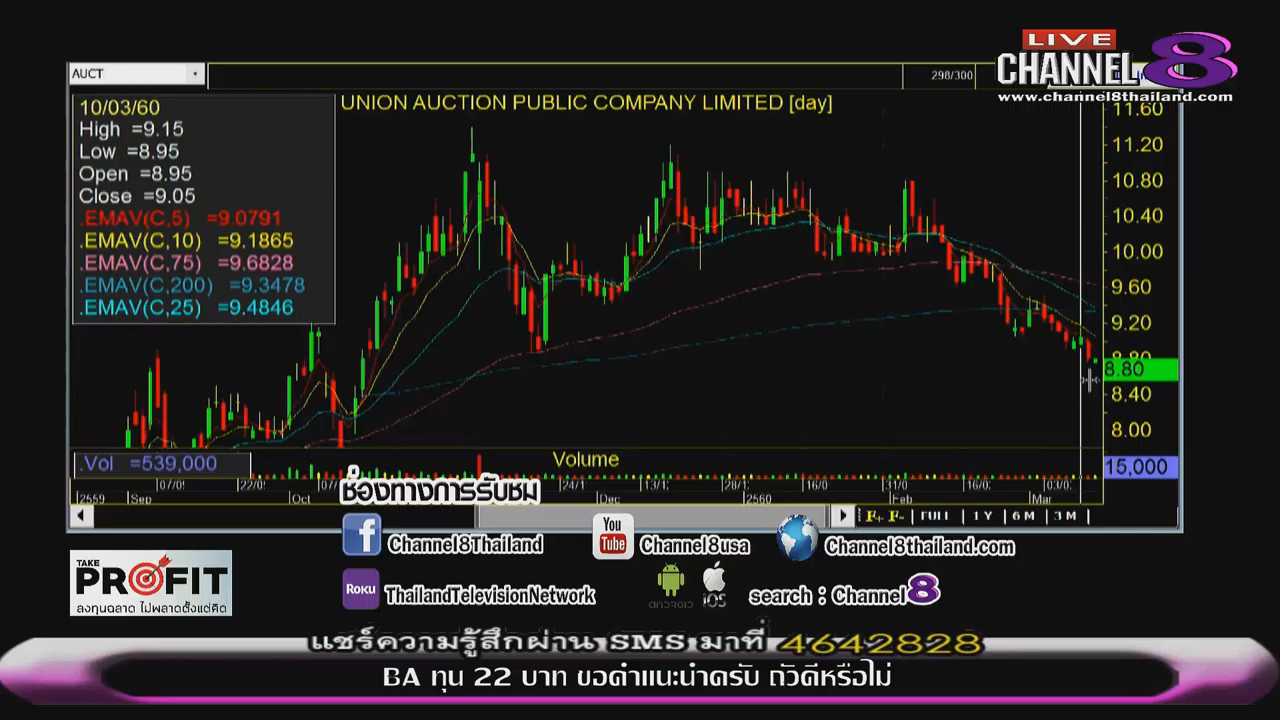 LIVE
CHANNEL 8
www.channel8thailand.com
AUCT
298/300
10/03/60
High =9.15
Low =8.95
Open =8.95
Close =9.05
.EMAV(C,5) =9.0791
.EMAV(C,10) =9.1865
.EMAV(C,75) =9.6828
.EMAV(C,200) =9.3478
.EMAV(C,25) =9.4846
UNION AUCTION PUBLIC COMPANY LIMITED [day]
11.60
11.20
10.80
10.40
10.00
9.60
9.20
8.80
8.80
8.40
8.00
.Vol =539,000
Volume
15,000
2559 Sep Oct Dec 2560 Feb Mar
F+ F- FULL 1 Y 6 M 3 M
ช่องทางการรับชม
Channel8Thailand
You Tube Channel8usa
Channel8thailand.com
Roku ThailandTelevisionNetwork
iOS
search : Channel 8
TAKE PROFIT
ลงทุนฉลาด ไม่พลาดตั้งแต่คิด
แชร์ความรู้สึกผ่าน SMS มาที่ 4642828
BA ทุน 22 บาท ขอคำแนะนำครับ ถัวดีหรือไม่